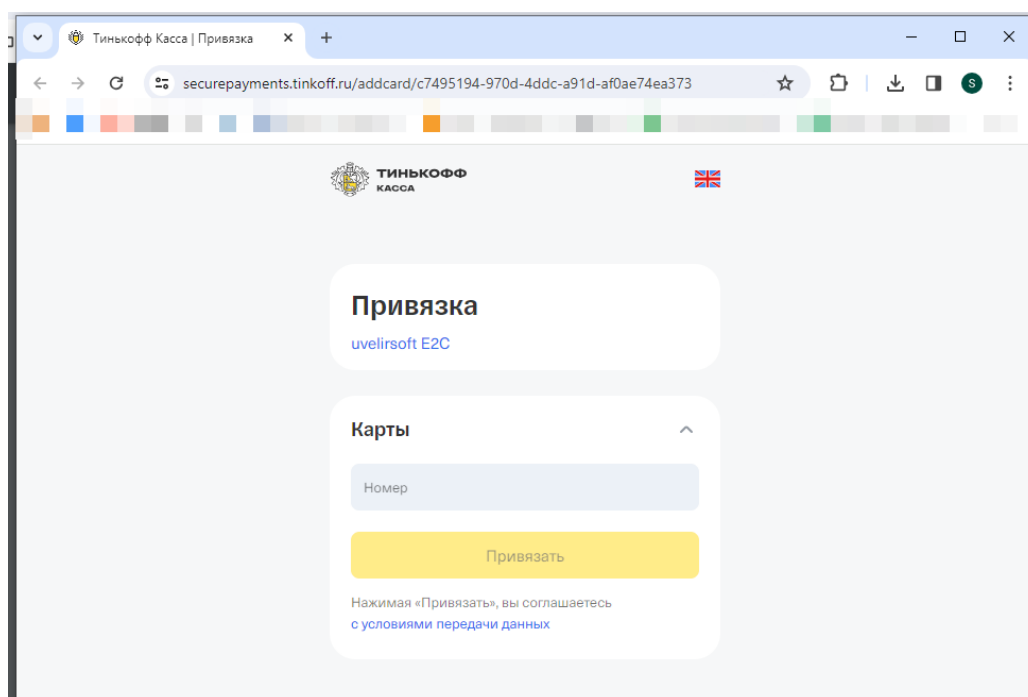 Тинькофф Касса | Привязка
securepayments.tinkoff.ru/addcard/c7495194-970d-4ddc-a91d-af0ae74ea373
S
ТИНЬКОФФ
КАССА
Привязка
uvelirsoft E2C
Карты
Номер
Привязать
Нажимая «Привязать», вы соглашаетесь
с условиями передачи данных